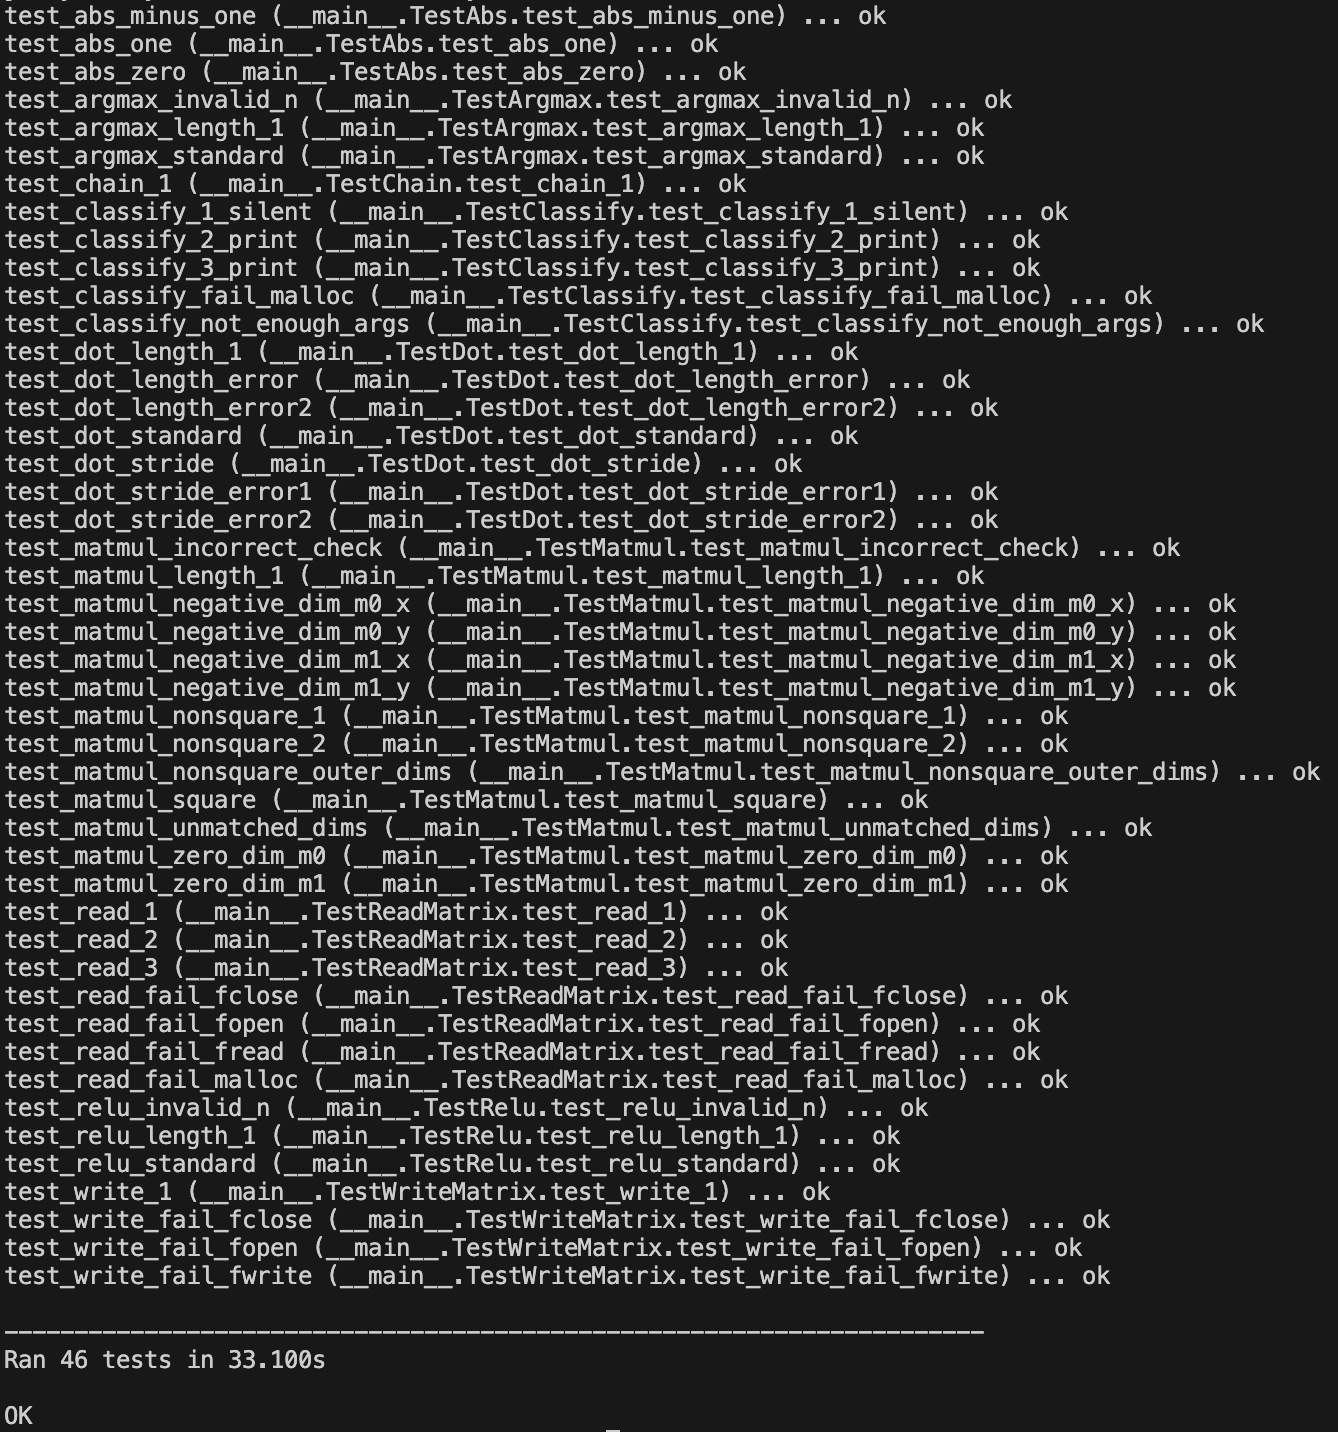 test_abs_minus_one (__main__.TestAbs.test_abs_minus_one) ... ok
test_abs_one (__main__.TestAbs.test_abs_one) ... ok
test_abs_zero (__main__.TestAbs.test_abs_zero) ... ok
test_argmax_invalid_n (__main__.TestArgmax.test_argmax_invalid_n) ... ok
test_argmax_length_1 (__main__.TestArgmax.test_argmax_length_1) ... ok
test_argmax_standard (__main__.TestArgmax.test_argmax_standard) ... ok
test_chain_1 (__main__.TestChain.test_chain_1) ... ok
test_classify_1_silent (__main__.TestClassify.test_classify_1_silent) ... ok
test_classify_2_print (__main__.TestClassify.test_classify_2_print) ... ok
test_classify_3_print (__main__.TestClassify.test_classify_3_print) ... ok
test_classify_fail_malloc (__main__.TestClassify.test_classify_fail_malloc) ... ok
test_classify_not_enough_args (__main__.TestClassify.test_classify_not_enough_args) ... ok
test_dot_length_1 (__main__.TestDot.test_dot_length_1) ... ok
test_dot_length_error (__main__.TestDot.test_dot_length_error) ... ok
test_dot_length_error2 (__main__.TestDot.test_dot_length_error2) ... ok
test_dot_standard (__main__.TestDot.test_dot_standard) ... ok
test_dot_stride (__main__.TestDot.test_dot_stride) ... ok
test_dot_stride_error1 (__main__.TestDot.test_dot_stride_error1) ... ok
test_dot_stride_error2 (__main__.TestDot.test_dot_stride_error2) ... ok
test_matmul_incorrect_check (__main__.TestMatmul.test_matmul_incorrect_check) ... ok
test_matmul_length_1 (__main__.TestMatmul.test_matmul_length_1) ... ok
test_matmul_negative_dim_m0_x (__main__.TestMatmul.test_matmul_negative_dim_m0_x) ... ok
test_matmul_negative_dim_m0_y (__main__.TestMatmul.test_matmul_negative_dim_m0_y) ... ok
test_matmul_negative_dim_m1_x (__main__.TestMatmul.test_matmul_negative_dim_m1_x) ... ok
test_matmul_negative_dim_m1_y (__main__.TestMatmul.test_matmul_negative_dim_m1_y) ... ok
test_matmul_nonsquare_1 (__main__.TestMatmul.test_matmul_nonsquare_1) ... ok
test_matmul_nonsquare_2 (__main__.TestMatmul.test_matmul_nonsquare_2) ... ok
test_matmul_nonsquare_outer_dims (__main__.TestMatmul.test_matmul_nonsquare_outer_dims) ... ok
test_matmul_square (__main__.TestMatmul.test_matmul_square) ... ok
test_matmul_unmatched_dims (__main__.TestMatmul.test_matmul_unmatched_dims) ... ok
test_matmul_zero_dim_m0 (__main__.TestMatmul.test_matmul_zero_dim_m0) ... ok
test_matmul_zero_dim_m1 (__main__.TestMatmul.test_matmul_zero_dim_m1) ... ok
test_read_1 (__main__.TestReadMatrix.test_read_1) ... ok
test_read_2 (__main__.TestReadMatrix.test_read_2) ... ok
test_read_3 (__main__.TestReadMatrix.test_read_3) ... ok
test_read_fail_fclose (__main__.TestReadMatrix.test_read_fail_fclose) ... ok
test_read_fail_fopen (__main__.TestReadMatrix.test_read_fail_fopen) ... ok
test_read_fail_fread (__main__.TestReadMatrix.test_read_fail_fread) ... ok
test_read_fail_malloc (__main__.TestReadMatrix.test_read_fail_malloc) ... ok
test_relu_invalid_n (__main__.TestRelu.test_relu_invalid_n) ... ok
test_relu_length_1 (__main__.TestRelu.test_relu_length_1) ... ok
test_relu_standard (__main__.TestRelu.test_relu_standard) ... ok
test_write_1 (__main__.TestWriteMatrix.test_write_1) ... ok
test_write_fail_fclose (__main__.TestWriteMatrix.test_write_fail_fclose) ... ok
test_write_fail_fopen (__main__.TestWriteMatrix.test_write_fail_fopen) ... ok
test_write_fail_fwrite (__main__.TestWriteMatrix.test_write_fail_fwrite) ... ok
----------------------------------------------------------------------
Ran 46 tests in 33.100s
OK